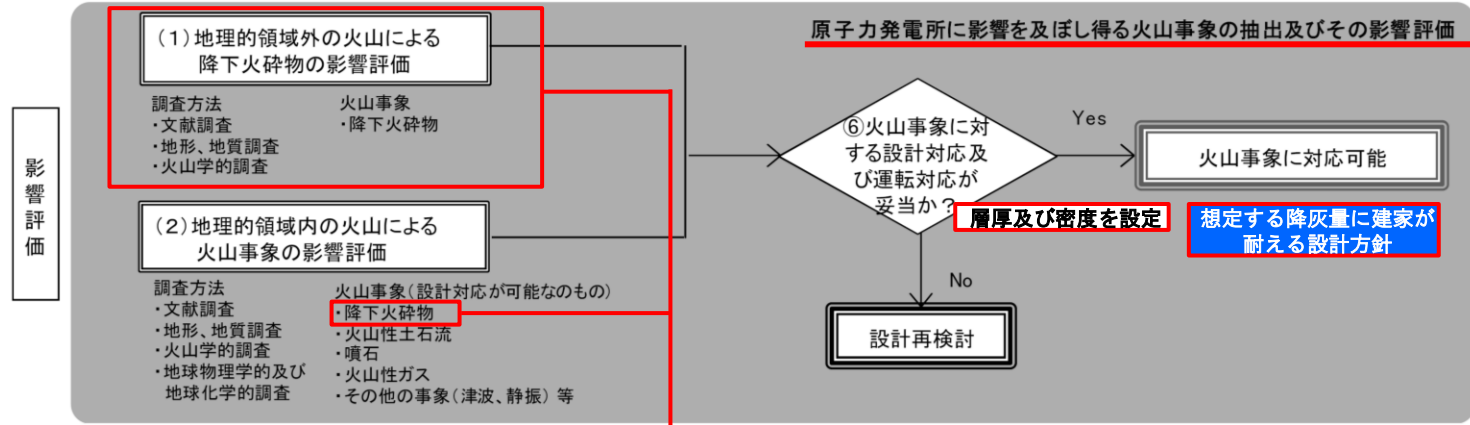 原子力発電所に影響を及ぼし得る火山事象の抽出及びその影響評価
影響評価
(1)地理的領域外の火山による
降下火砕物の影響評価
調査方法
・文献調査
・地形、地質調査
・火山学的調査
火山事象
・降下火砕物
(2)地理的領域内の火山による
火山事象の影響評価
調査方法
・文献調査
・地形、地質調査
・火山学的調査
・地球物理学的及び
地球化学的調査
火山事象(設計対応が可能なのもの)
・降下火砕物
・火山性土石流
・噴石
・火山性ガス
・その他の事象(津波、静振) 等
⑥火山事象に対
する設計対応及
び運転対応が
妥当か?
Yes
火山事象に対応可能
層厚及び密度を設定
想定する降灰量に建家が
耐える設計方針
No
設計再検討